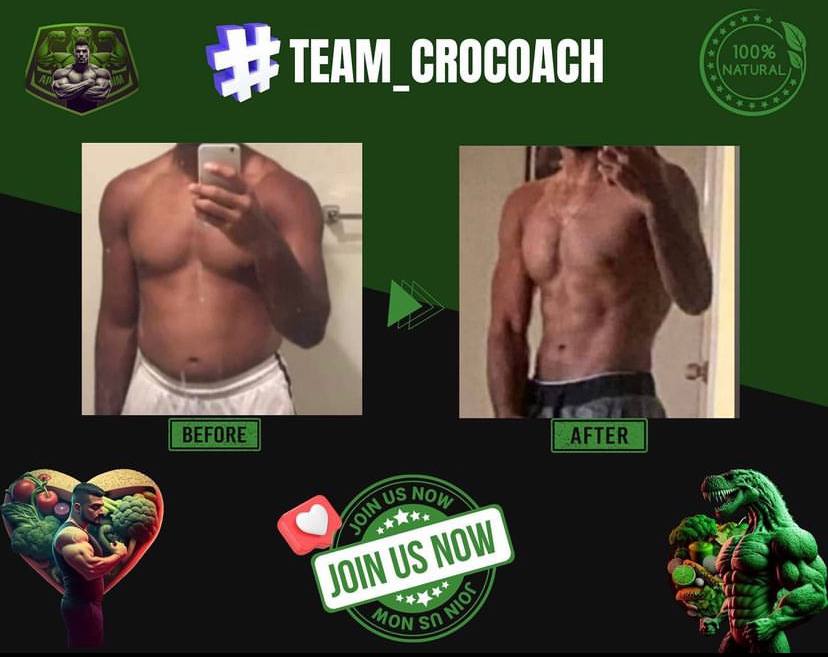 #TEAM_CROCOACH
100%
NATURAL
BEFORE
AFTER
JOIN US NOW
JOIN US NOW
JOIN US NOW